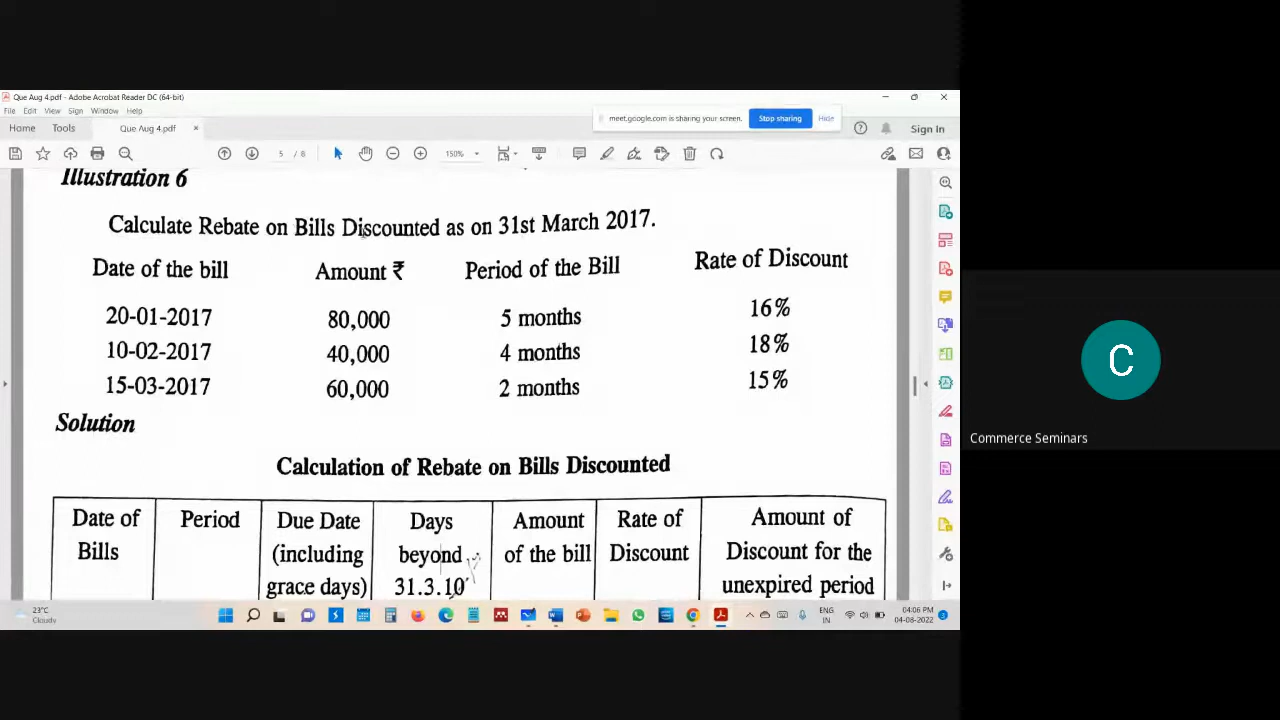 Que Aug 4.pdf - Adobe Acrobat Reader DC (64-bit)
File Edit View Sign Window Help
meet.google.com is sharing your screen. Stop sharing Hide
Home Tools Que Aug 4.pdf × Sign In
5 / 8 150%
Illustration 6
Calculate Rebate on Bills Discounted as on 31st March 2017.
Date of the bill Amount ₹ Period of the Bill Rate of Discount
20-01-2017 80,000 5 months 16%
10-02-2017 40,000 4 months 18%
15-03-2017 60,000 2 months 15%
Solution
Calculation of Rebate on Bills Discounted
Date of Period Due Date Days Amount Rate of Amount of
Bills (including beyond of the bill Discount Discount for the
grace days) 31.3.10 unexpired period
C
Commerce Seminars
23°C
Cloudy
ENG
IN
04:06 PM
04-08-2022